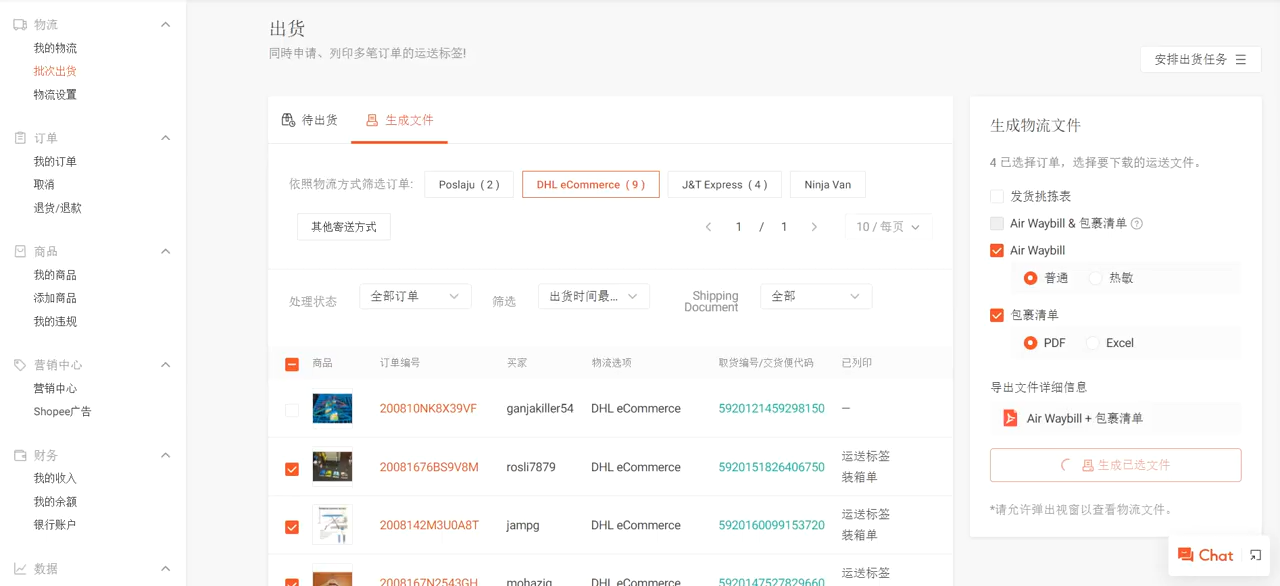 物流
我的物流
批次出货
物流设置
订单
我的订单
取消
退货/退款
商品
我的商品
添加商品
我的违规
营销中心
营销中心
Shopee广告
财务
我的收入
我的余额
银行账户
数据
出货
同時申请、列印多笔订单的运送标签!
安排出货任务
待出货
生成文件
依照物流方式筛选订单:
Poslaju ( 2 )
DHL eCommerce ( 9 )
J&T Express ( 4 )
Ninja Van
其他寄送方式
1 / 1
10 / 每页
处理状态
全部订单
筛选
出货时间最...
Shipping
Document
全部
商品 订单编号 买家 物流选项 取货编号/交货便代码 已列印
200810NK8X39VF ganjakiller54 DHL eCommerce 5920121459298150 —
20081676BS9V8M rosli7879 DHL eCommerce 5920151826406750 运送标签
装箱单
2008142M3U0A8T jampg DHL eCommerce 5920160099153720 运送标签
装箱单
2008167N2543GH mohaziq DHL eCommerce 5920147527829660 运送标签
生成物流文件
4 已选择订单，选择要下载的运送文件。
发货挑拣表
Air Waybill & 包裹清单 ?
Air Waybill
普通 热敏
包裹清单
PDF Excel
导出文件详细信息
Air Waybill + 包裹清单
生成已选文件
*请允许弹出视窗以查看物流文件。
Chat